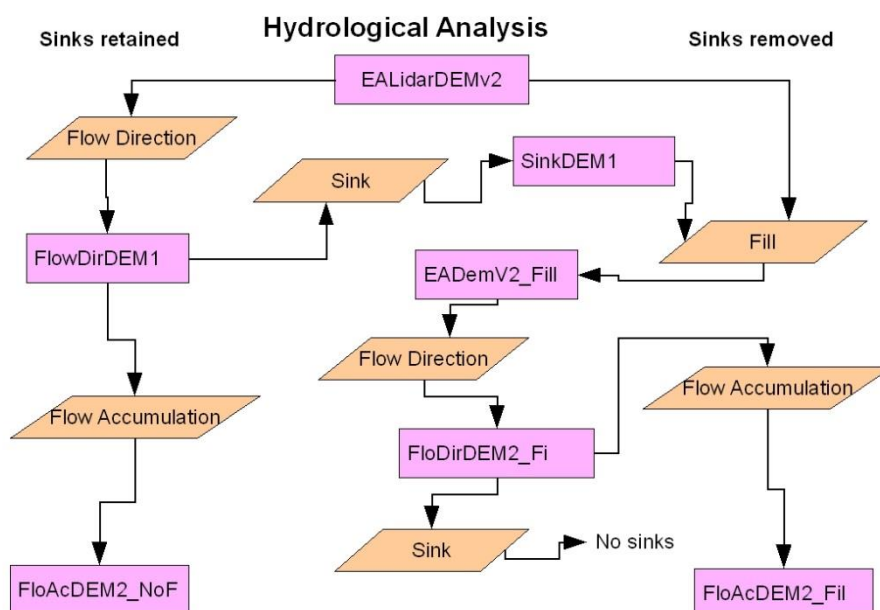 Hydrological Analysis
Sinks retained
Sinks removed
EALidarDEMv2
Flow Direction
Sink
SinkDEM1
FlowDirDEM1
Fill
EADemV2_Fill
Flow Direction
Flow Accumulation
Flow Accumulation
FloDirDEM2_Fi
Sink
No sinks
FloAcDEM2_NoF
FloAcDEM2_Fil